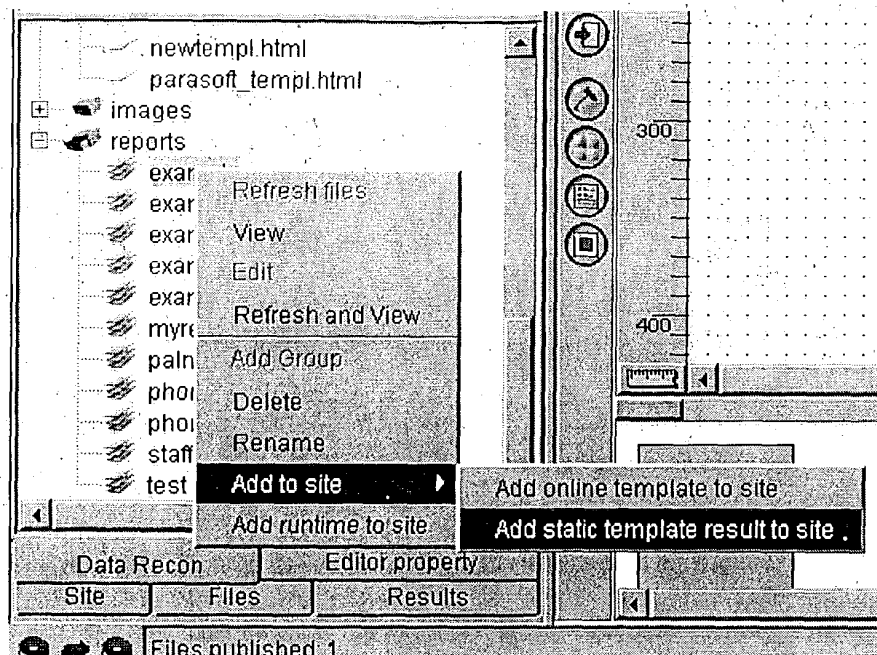 newtempl.html
parasoft_templ.html
images
reports
exar
exar
exar
exar
exar
myre
paln
phor
phor
staff
test
Refresh files
View
Edit
Refresh and View
Add Group
Delete
Rename
Add to site
Add runtime to site
Add online template to site
Add static template result to site
Data Recon
Editor property
Site
Files
Results
Files published 1
300
400